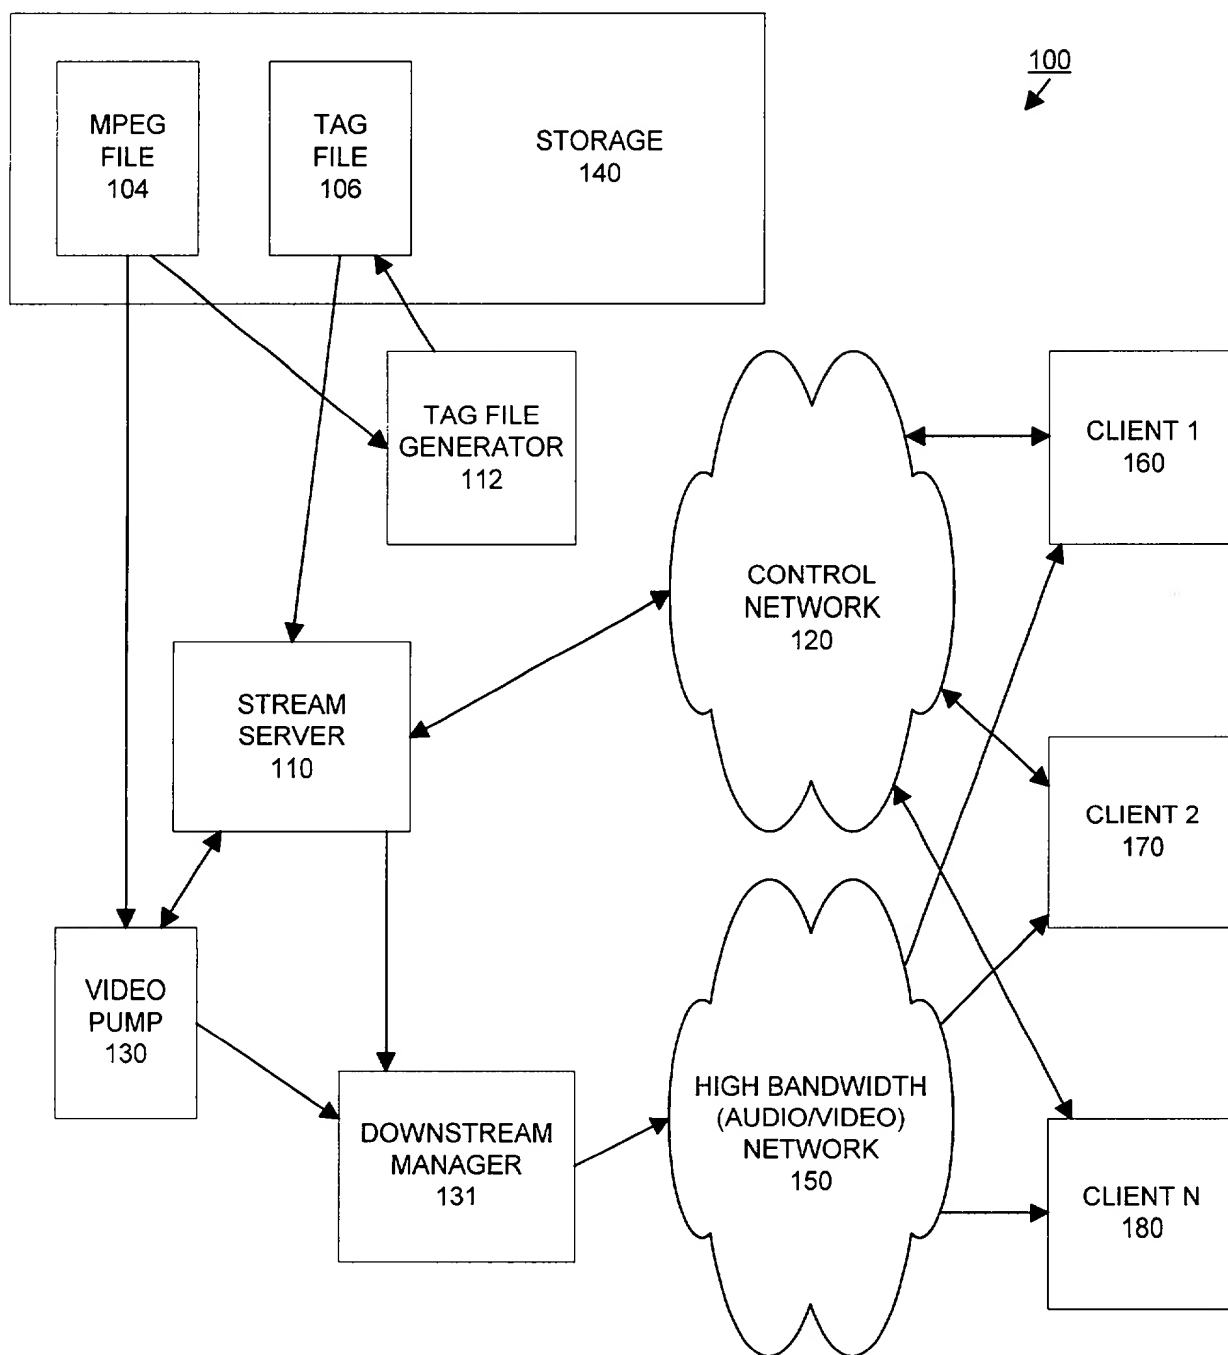 100
MPEG
FILE
104
TAG
FILE
106
STORAGE
140
TAG FILE
GENERATOR
112
CLIENT 1
160
CONTROL
NETWORK
120
STREAM
SERVER
110
CLIENT 2
170
VIDEO
PUMP
130
HIGH BANDWIDTH
(AUDIO/VIDEO)
NETWORK
150
DOWNSTREAM
MANAGER
131
CLIENT N
180